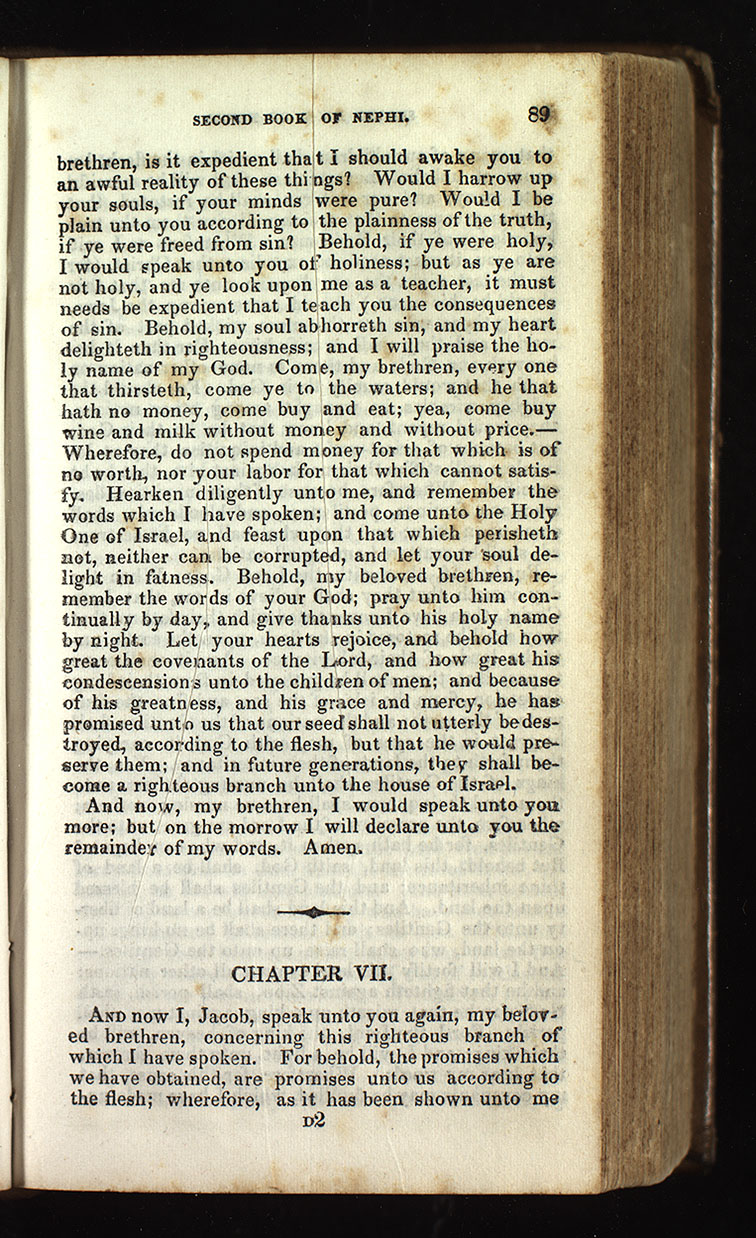 SECOND BOOK OF NEPHI. 89
brethren, is it expedient that I should awake you to
an awful reality of these things? Would I harrow up
your souls, if your minds were pure? Would I be
plain unto you according to the plainness of the truth,
if ye were freed from sin? Behold, if ye were holy,
I would speak unto you of holiness; but as ye are
not holy, and ye look upon me as a teacher, it must
needs be expedient that I teach you the consequences
of sin. Behold, my soul abhorreth sin, and my heart
delighteth in righteousness; and I will praise the ho-
ly name of my God. Come, my brethren, every one
that thirsteth, come ye to the waters; and he that
hath no money, come buy and eat; yea, come buy
wine and milk without money and without price.—
Wherefore, do not spend money for that which is of
no worth, nor your labor for that which cannot satis-
fy. Hearken diligently unto me, and remember the
words which I have spoken; and come unto the Holy
One of Israel, and feast upon that which perisheth
not, neither can be corrupted, and let your soul de-
light in fatness. Behold, my beloved brethren, re-
member the words of your God; pray unto him con-
tinually by day, and give thanks unto his holy name
by night. Let your hearts rejoice, and behold how
great the covenants of the Lord, and how great his
condescensions unto the children of men; and because
of his greatness, and his grace and mercy, he has
promised unto us that our seed shall not utterly be des-
troyed, according to the flesh, but that he would pre-
serve them; and in future generations, they shall be-
come a righteous branch unto the house of Israel.
And now, my brethren, I would speak unto you
more; but on the morrow I will declare unto you the
remainder of my words. Amen.
CHAPTER VII.
AND now I, Jacob, speak unto you again, my belov-
ed brethren, concerning this righteous branch of
which I have spoken. For behold, the promises which
we have obtained, are promises unto us according to
the flesh; wherefore, as it has been shown unto me
D2